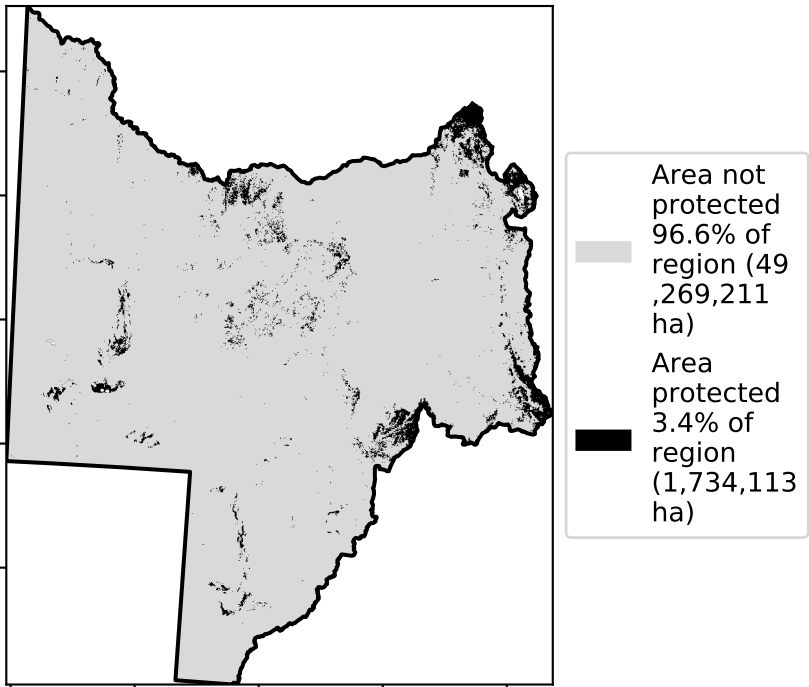 Area not
protected
96.6% of
region (49
,269,211
ha)
Area
protected
3.4% of
region
(1,734,113
ha)